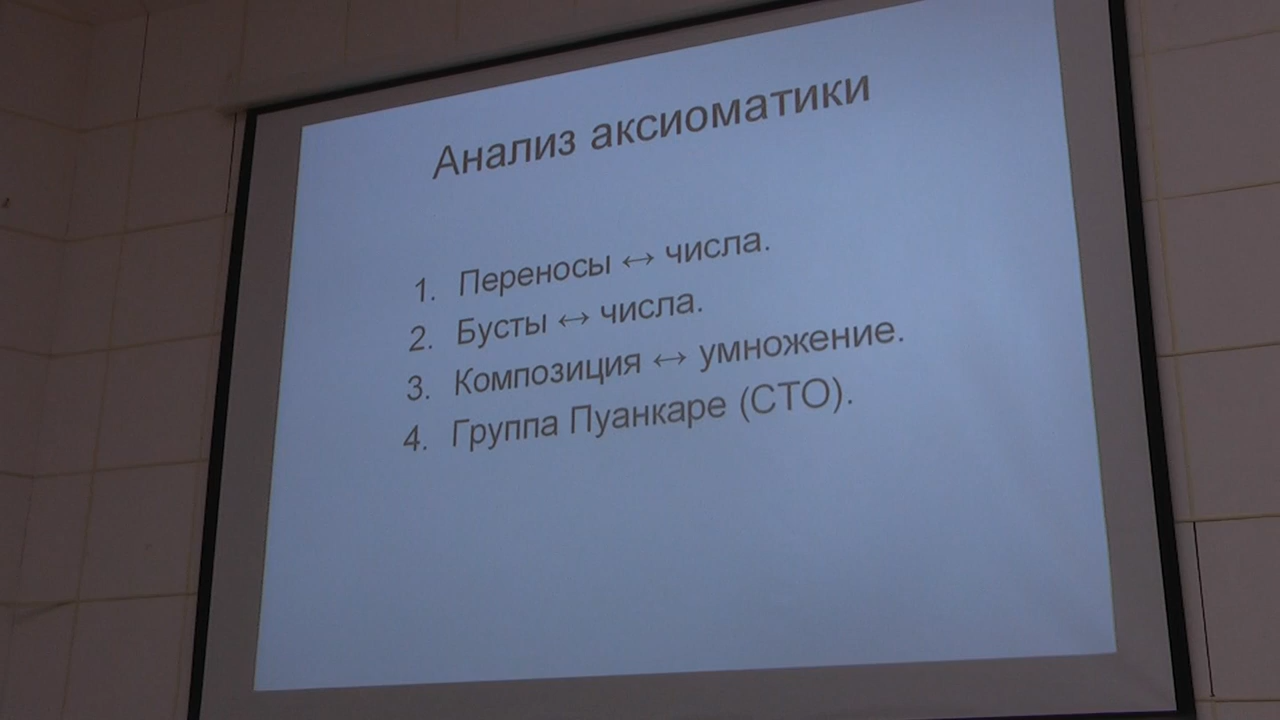 Анализ аксиоматики
1. Переносы ↔ числа.
2. Бусты ↔ числа.
3. Композиция ↔ умножение.
4. Группа Пуанкаре (СТО).